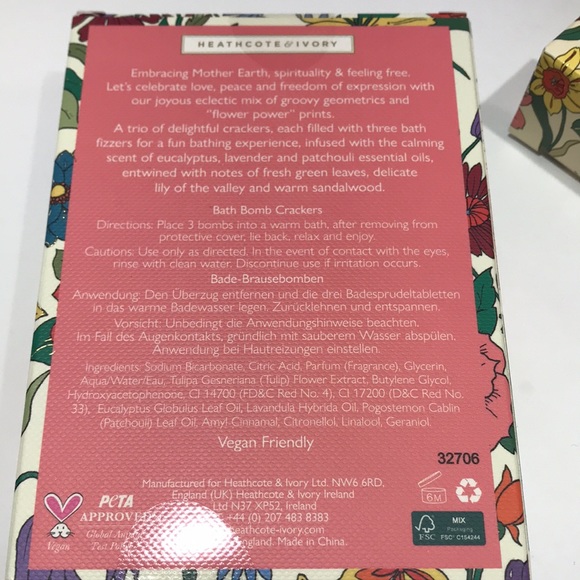 HEATHCOTE & IVORY
Embracing Mother Earth, spirituality & feeling free.
Let's celebrate love, peace and freedom of expression with
our joyous eclectic mix of groovy geometrics and
"flower power" prints.
A trio of delightful crackers, each filled with three bath
fizzers for a fun bathing experience, infused with the calming
scent of eucalyptus, lavender and patchouli essential oils,
entwined with notes of fresh green leaves, delicate
lily of the valley and warm sandalwood.
Bath Bomb Crackers
Directions: Place 3 bombs into a warm bath, after removing from
protective cover, lie back, relax and enjoy.
Cautions: Use only as directed. In the event of contact with the eyes,
rinse with clean water. Discontinue use if irritation occurs.
Bade-Brausebomben
Anwendung: Den Überzug entfernen und die drei Badesprudeltabletten
in das warme Badewasser legen. Zurücklehnen und entspannen.
Vorsicht: Unbedingt die Anwendungshinweise beachten.
Im Fall des Augenkontakts, gründlich mit sauberem Wasser abspülen.
Anwendung bei Hautreizungen einstellen.
Ingredients: Sodium Bicarbonate, Citric Acid, Parfum (Fragrance), Glycerin,
Aqua/Water/Eau, Tulipa Gesneriana (Tulip) Flower Extract, Butylene Glycol,
Hydroxyacetophenone, CI 14700 (FD&C Red No. 4), CI 17200 (D&C Red No.
33), Eucalyptus Globulus Leaf Oil, Lavandula Hybrida Oil, Pogostemon Cablin
(Patchouli) Leaf Oil, Amyl Cinnamal, Citronellol, Linalool, Geraniol.
Vegan Friendly
32706
Manufactured for Heathcote & Ivory Ltd. NW6 6RD,
England (UK) Heathcote & Ivory Ireland
Ltd N37 XP52, Ireland
+44 (0) 207 483 8383
England. Made in China.
PETA
APPROVED
Global
Test
Vegan
6M
FSC
MIX
Packaging
FSC® C154244